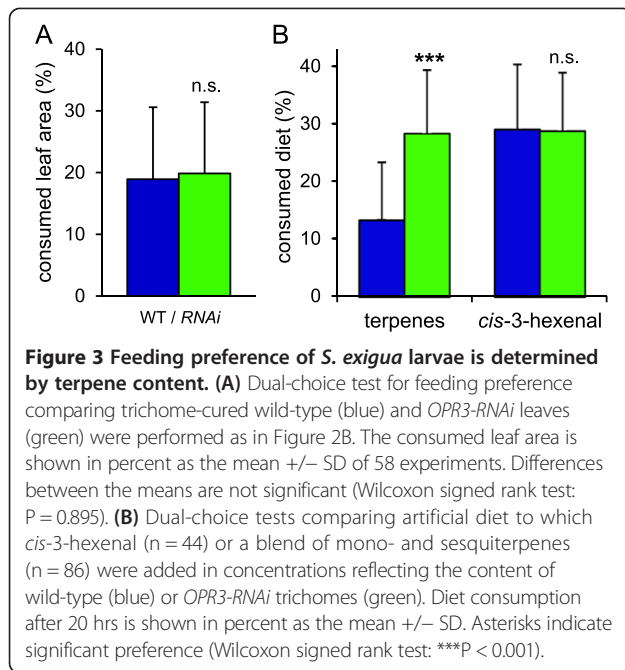 A
B
40
30
20
10
0
consumed leaf area (%)
n.s.
WT / RNAi
40
30
20
10
0
consumed diet (%)
***
n.s.
terpenes
cis-3-hexenal
Figure 3 Feeding preference of S. exigua larvae is determined
by terpene content. (A) Dual-choice test for feeding preference
comparing trichome-cured wild-type (blue) and OPR3-RNAi leaves
(green) were performed as in Figure 2B. The consumed leaf area is
shown in percent as the mean +/− SD of 58 experiments. Differences
between the means are not significant (Wilcoxon signed rank test:
P = 0.895). (B) Dual-choice tests comparing artificial diet to which
cis-3-hexenal (n = 44) or a blend of mono- and sesquiterpenes
(n = 86) were added in concentrations reflecting the content of
wild-type (blue) or OPR3-RNAi trichomes (green). Diet consumption
after 20 hrs is shown in percent as the mean +/− SD. Asterisks indicate
significant preference (Wilcoxon signed rank test: ***P < 0.001).